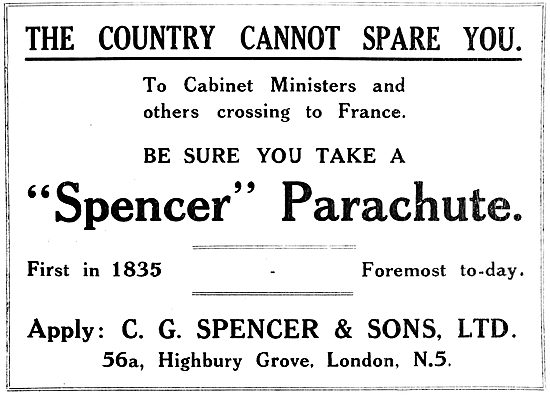 THE COUNTRY CANNOT SPARE YOU.
To Cabinet Ministers and
others crossing to France.
BE SURE YOU TAKE A
"Spencer" Parachute.
First in 1835 - Foremost to-day.
Apply: C. G. SPENCER & SONS, LTD.
56a, Highbury Grove, London, N.5.